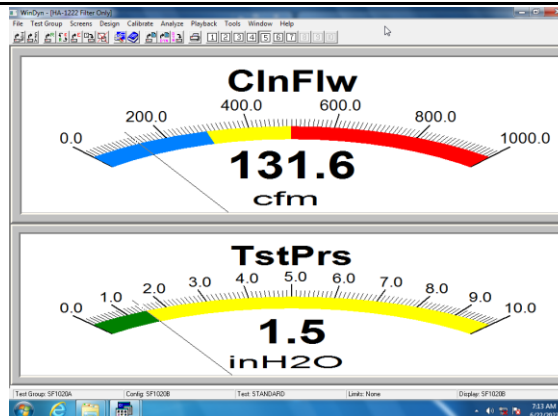 WinDyn - [HA-1222 Filter Only]
File Test Group Screens Design Calibrate Analyze Playback Tools Window Help
1 2 3 4 5 6 7
ClnFlw
0.0 200.0 400.0 600.0 800.0 1000.0
131.6
cfm
TstPrs
0.0 1.0 2.0 3.0 4.0 5.0 6.0 7.0 8.0 9.0 10.0
1.5
inH2O
Test Group: SF1020A Config: SF1020B Test: STANDARD Limits: None Display: SF1020B
7:13 AM